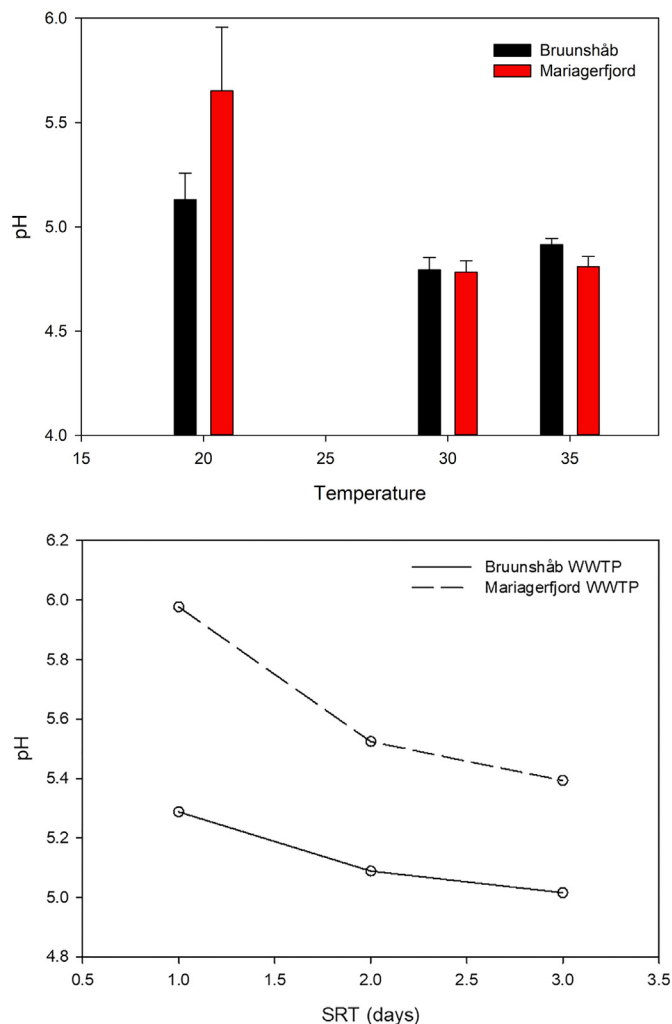 6.0
5.5
5.0
4.5
4.0
pH
Bruunshåb
Mariagerfjord
15 20 25 30 35
Temperature
6.2
6.0
5.8
5.6
5.4
5.2
5.0
4.8
pH
Bruunshåb WWTP
Mariagerfjord WWTP
0.5 1.0 1.5 2.0 2.5 3.0 3.5
SRT (days)